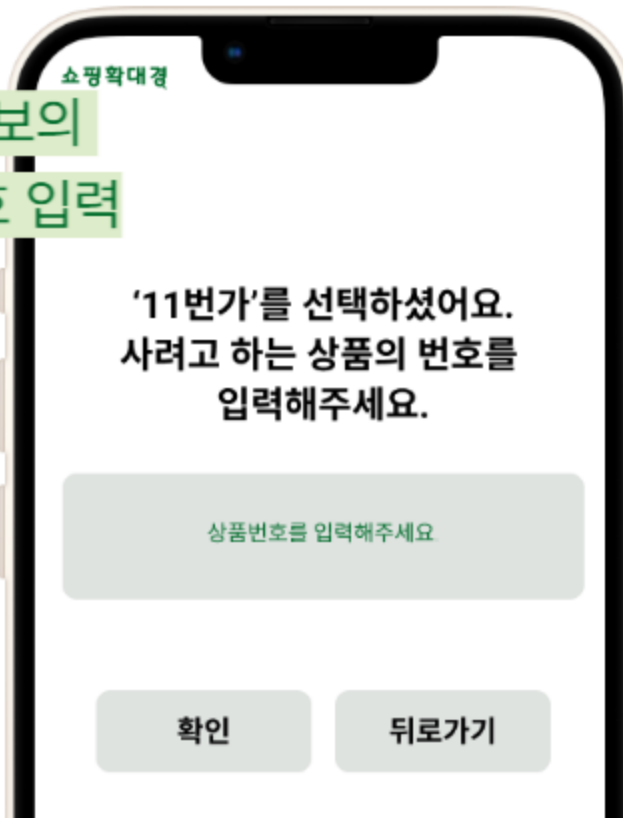 쇼핑확대경
보의
호 입력
‘11번가’를 선택하셨어요.
사려고 하는 상품의 번호를
입력해주세요.
상품번호를 입력해주세요.
확인
뒤로가기